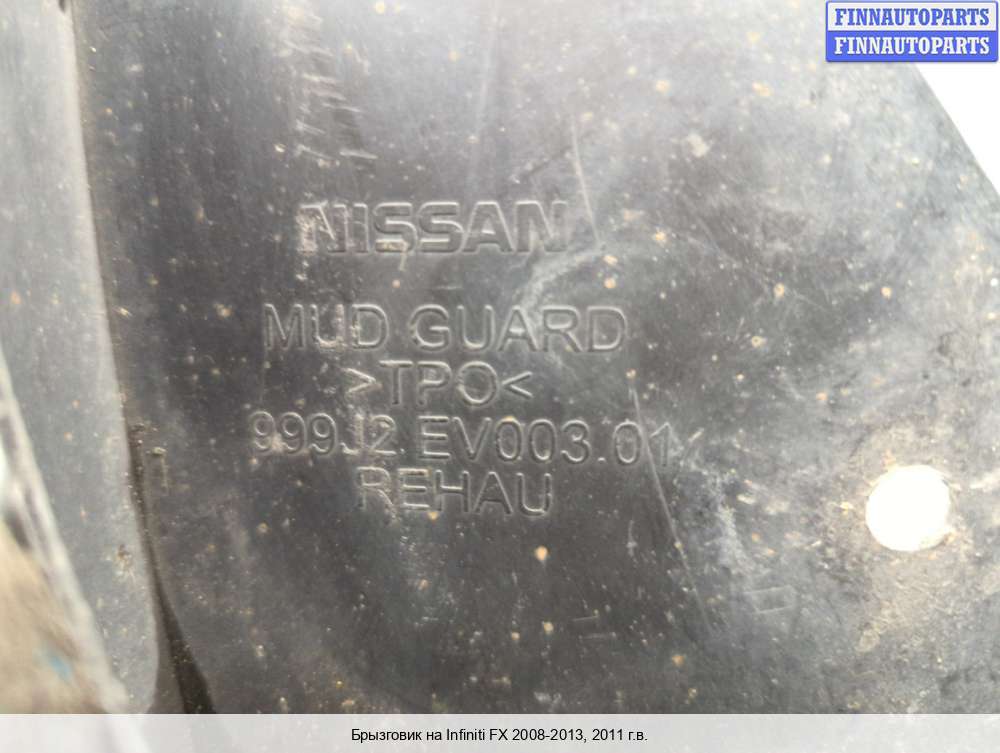 FINNAUTOPARTS
FINNAUTOPARTS
NISSAN
MUD GUARD
>TPO<
999J2 EV003.01
REHAU
Брызговик на Infiniti FX 2008-2013, 2011 г.в.